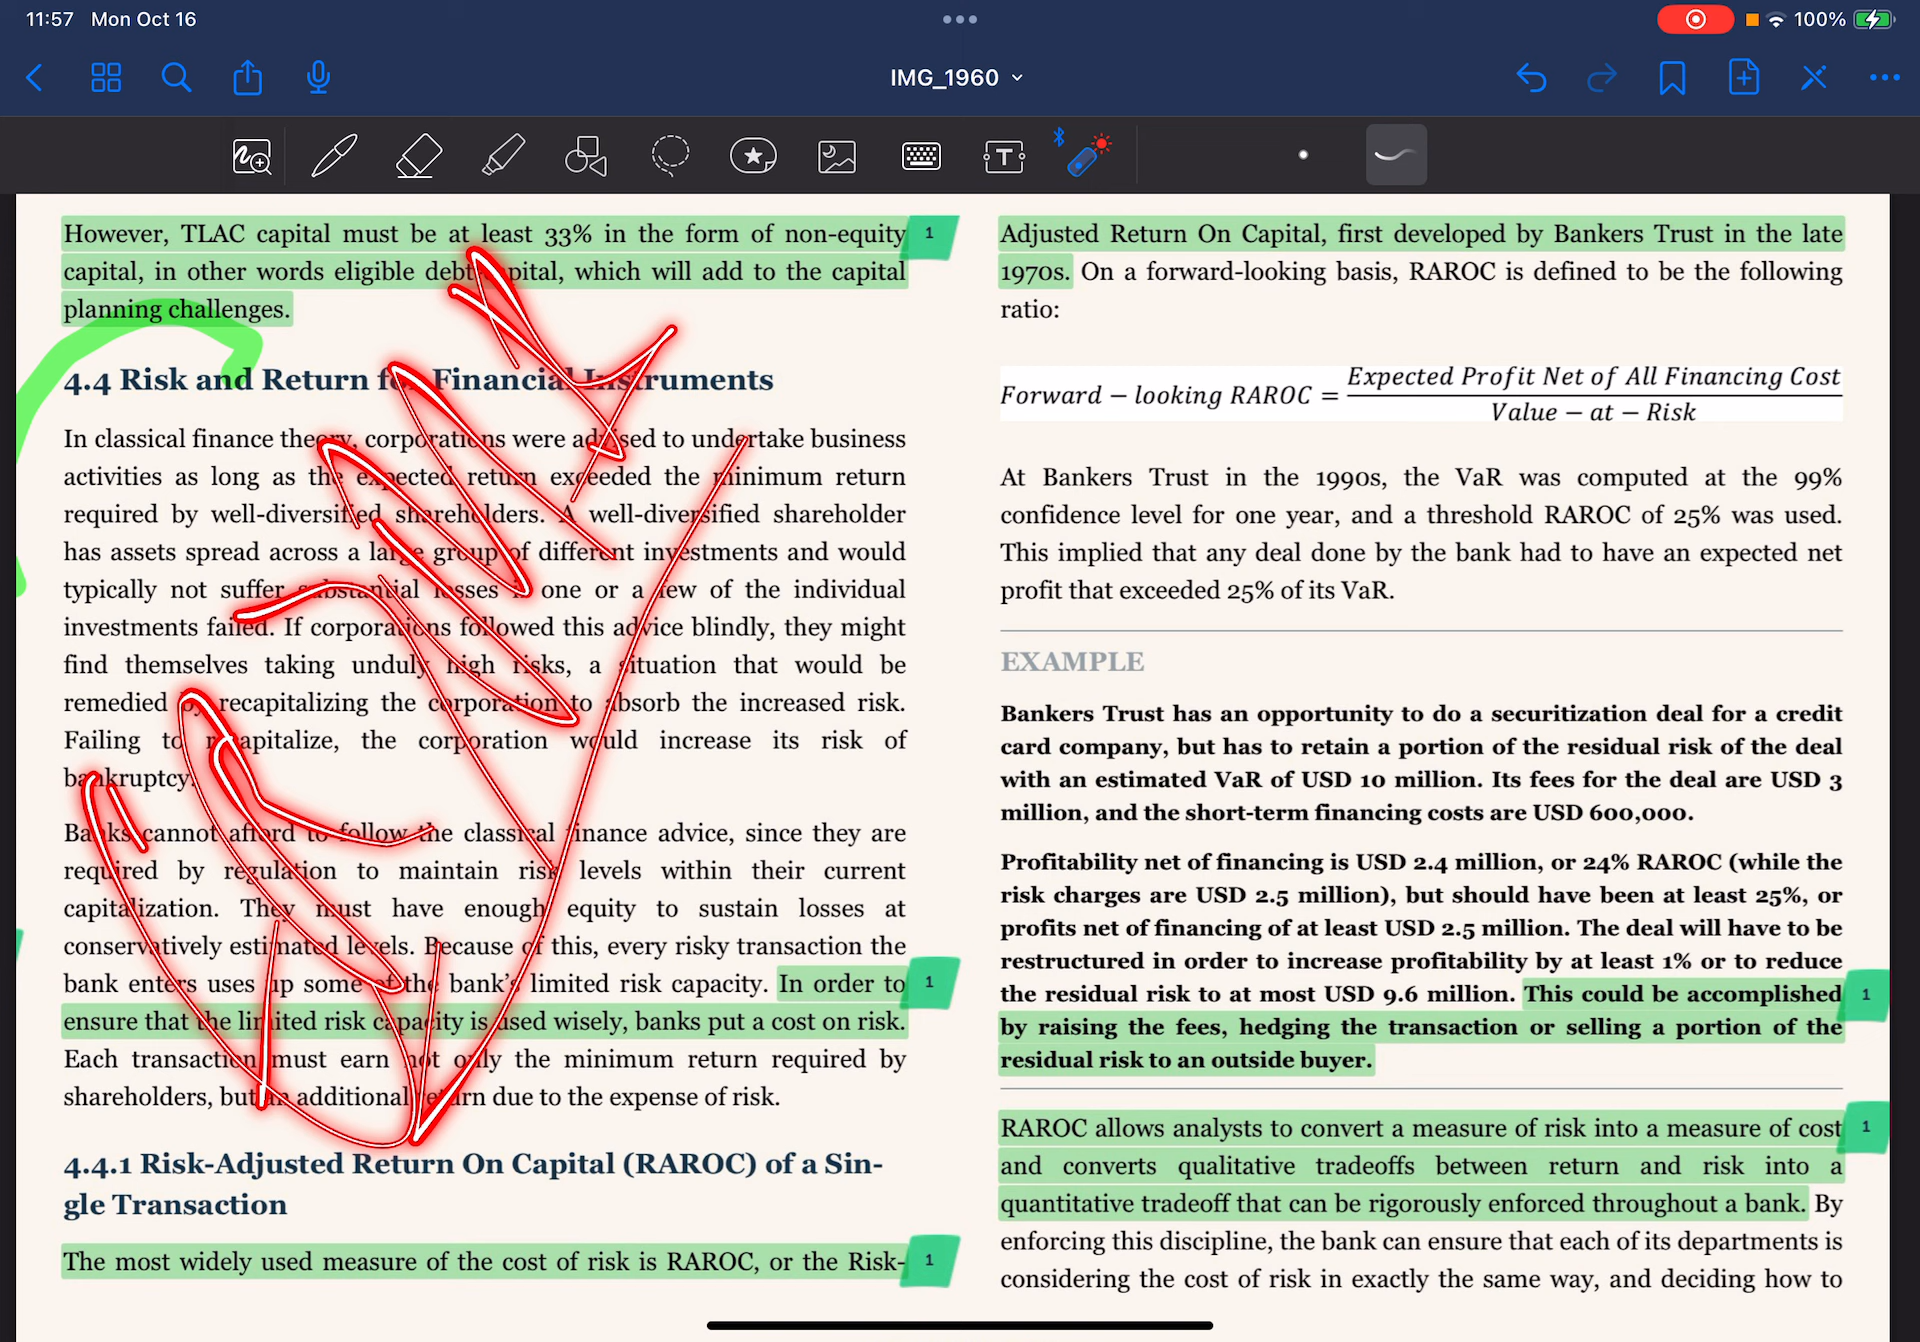 11:57 Mon Oct 16
100%
IMG_1960
However, TLAC capital must be at least 33% in the form of non-equity 1
capital, in other words eligible debt capital, which will add to the capital
planning challenges.
4.4 Risk and Return for Financial Instruments
In classical finance theory, corporations were advised to undertake business
activities as long as the expected return exceeded the minimum return
required by well-diversified shareholders. A well-diversified shareholder
has assets spread across a large group of different investments and would
typically not suffer substantial losses if one or a few of the individual
investments failed. If corporations followed this advice blindly, they might
find themselves taking unduly high risks, a situation that would be
remedied by recapitalizing the corporation to absorb the increased risk.
Failing to recapitalize, the corporation would increase its risk of
bankruptcy.
Banks cannot afford to follow the classical finance advice, since they are
required by regulation to maintain risk levels within their current
capitalization. They must have enough equity to sustain losses at
conservatively estimated levels. Because of this, every risky transaction the
bank enters uses up some of the bank's limited risk capacity. In order to 1
ensure that the limited risk capacity is used wisely, banks put a cost on risk.
Each transaction must earn not only the minimum return required by
shareholders, but an additional return due to the expense of risk.
4.4.1 Risk-Adjusted Return On Capital (RAROC) of a Sin-
gle Transaction
The most widely used measure of the cost of risk is RAROC, or the Risk- 1
Adjusted Return On Capital, first developed by Bankers Trust in the late
1970s. On a forward-looking basis, RAROC is defined to be the following
ratio:
Forward – looking RAROC = Expected Profit Net of All Financing Cost
Value – at – Risk
At Bankers Trust in the 1990s, the VaR was computed at the 99%
confidence level for one year, and a threshold RAROC of 25% was used.
This implied that any deal done by the bank had to have an expected net
profit that exceeded 25% of its VaR.
EXAMPLE
Bankers Trust has an opportunity to do a securitization deal for a credit
card company, but has to retain a portion of the residual risk of the deal
with an estimated VaR of USD 10 million. Its fees for the deal are USD 3
million, and the short-term financing costs are USD 600,000.
Profitability net of financing is USD 2.4 million, or 24% RAROC (while the
risk charges are USD 2.5 million), but should have been at least 25%, or
profits net of financing of at least USD 2.5 million. The deal will have to be
restructured in order to increase profitability by at least 1% or to reduce
the residual risk to at most USD 9.6 million. This could be accomplished 1
by raising the fees, hedging the transaction or selling a portion of the
residual risk to an outside buyer.
RAROC allows analysts to convert a measure of risk into a measure of cost 1
and converts qualitative tradeoffs between return and risk into a
quantitative tradeoff that can be rigorously enforced throughout a bank. By
enforcing this discipline, the bank can ensure that each of its departments is
considering the cost of risk in exactly the same way, and deciding how to